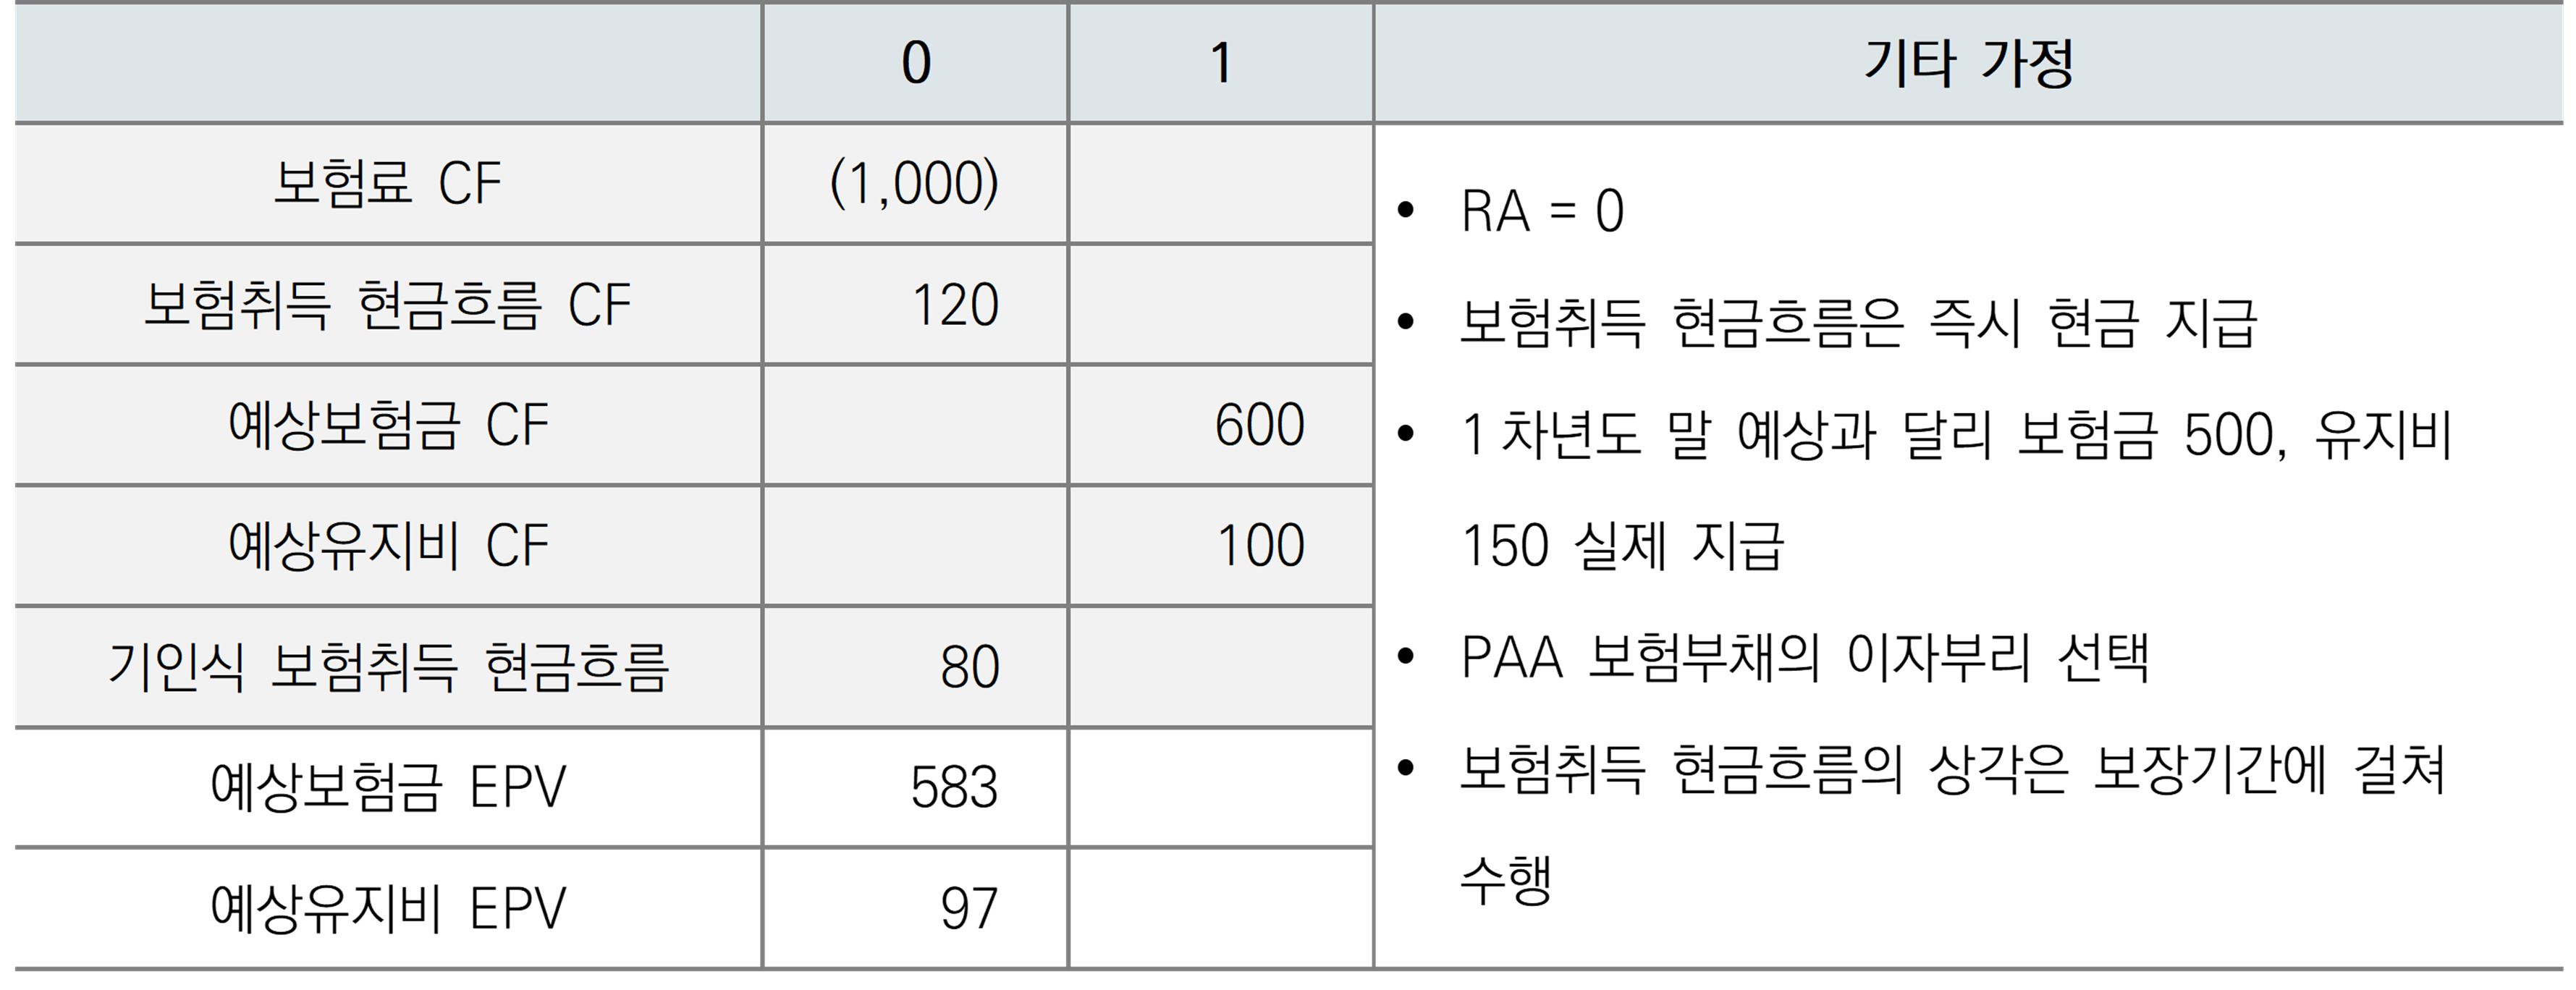 0 1 기타 가정
보험료 CF (1,000)
보험취득 현금흐름 CF 120
예상보험금 CF 600
예상유지비 CF 100
기인식 보험취득 현금흐름 80
예상보험금 EPV 583
예상유지비 EPV 97
• RA = 0
• 보험취득 현금흐름은 즉시 현금 지급
• 1차년도 말 예상과 달리 보험금 500, 유지비
150 실제 지급
• PAA 보험부채의 이자부리 선택
• 보험취득 현금흐름의 상각은 보장기간에 걸쳐
수행